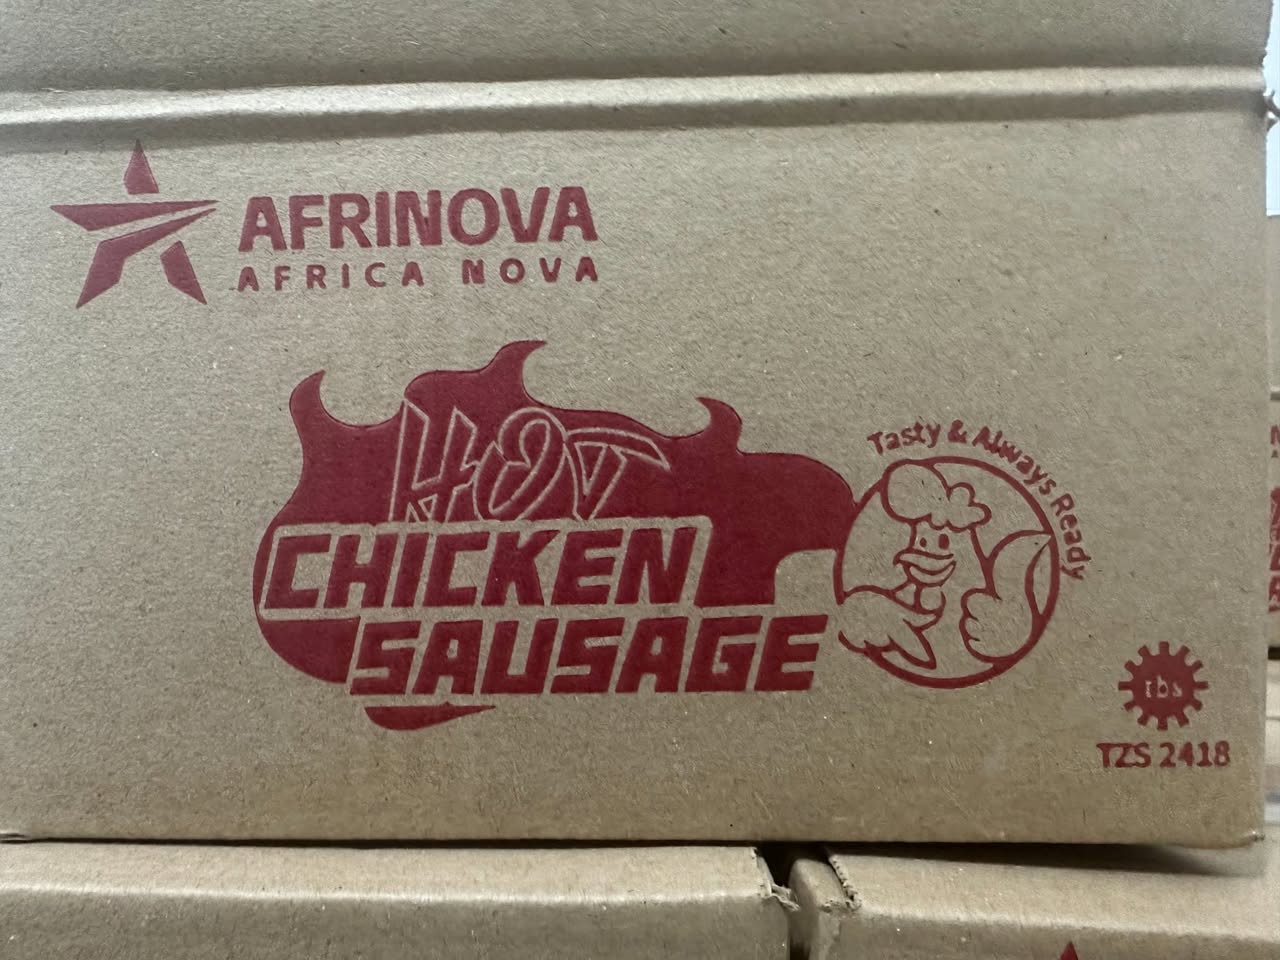 AFRINOVA
AFRICA NOVA
HOT
CHICKEN
SAUSAGE
Tasty & Always Ready
tbs
TZS 2418